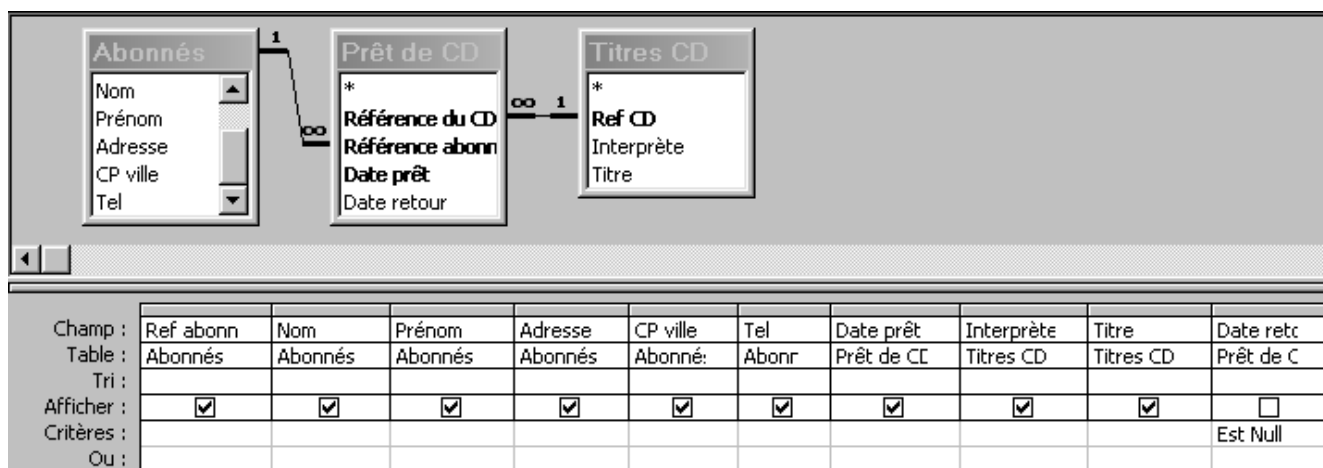 Abonnés
Nom
Prénom
Adresse
CP ville
Tel
1
∞
Prêt de CD
*
Référence du CD
Référence abonn
Date prêt
Date retour
∞ 1
Titres CD
*
Ref CD
Interprète
Titre
Champ : Ref abonn Nom Prénom Adresse CP ville Tel Date prêt Interprète Titre Date retc
Table : Abonnés Abonnés Abonnés Abonnés Abonné: Abonr Prêt de CD Titres CD Titres CD Prêt de C
Tri :
Afficher :
Critères : Est Null
Ou :